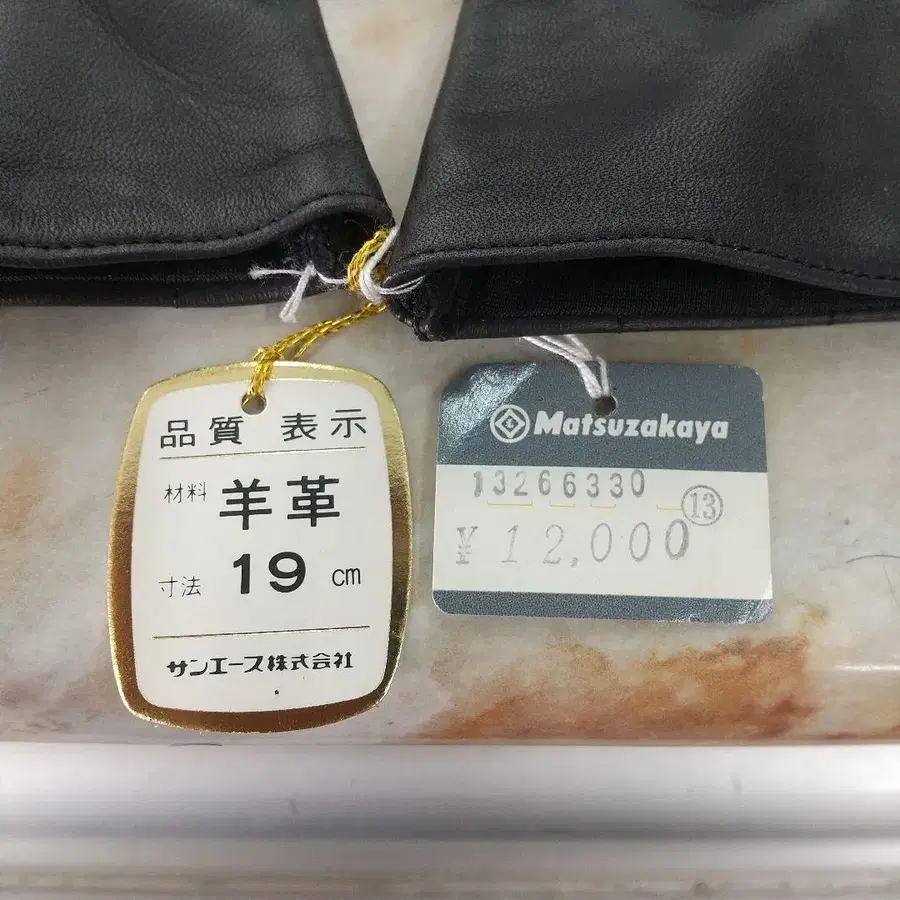 品質 表示
材料 羊革
寸法 19 cm
サンエース株式会社
Matsuzakaya
13266330
⑬
¥12,000